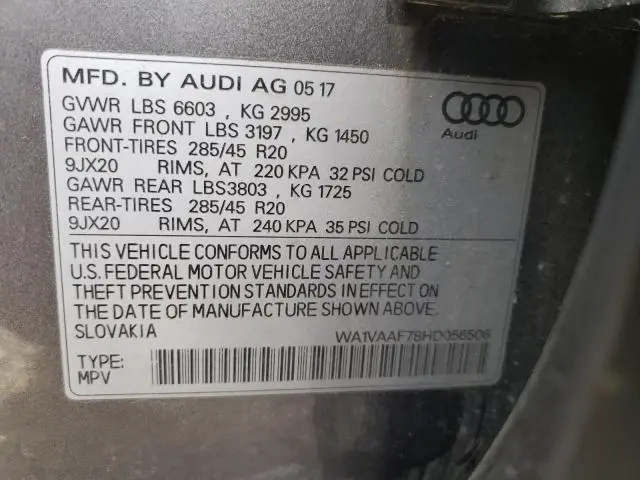 MFD. BY AUDI AG 05 17
GVWR LBS 6603 , KG 2995
GAWR FRONT LBS 3197 , KG 1450
FRONT-TIRES 285/45 R20
9JX20 RIMS, AT 220 KPA 32 PSI COLD
GAWR REAR LBS3803 , KG 1725
REAR-TIRES 285/45 R20
9JX20 RIMS, AT 240 KPA 35 PSI COLD
Audi
THIS VEHICLE CONFORMS TO ALL APPLICABLE
U.S. FEDERAL MOTOR VEHICLE SAFETY AND
THEFT PREVENTION STANDARDS IN EFFECT ON
THE DATE OF MANUFACTURE SHOWN ABOVE.
SLOVAKIA WA1VAAF78HD056506
TYPE:
MPV